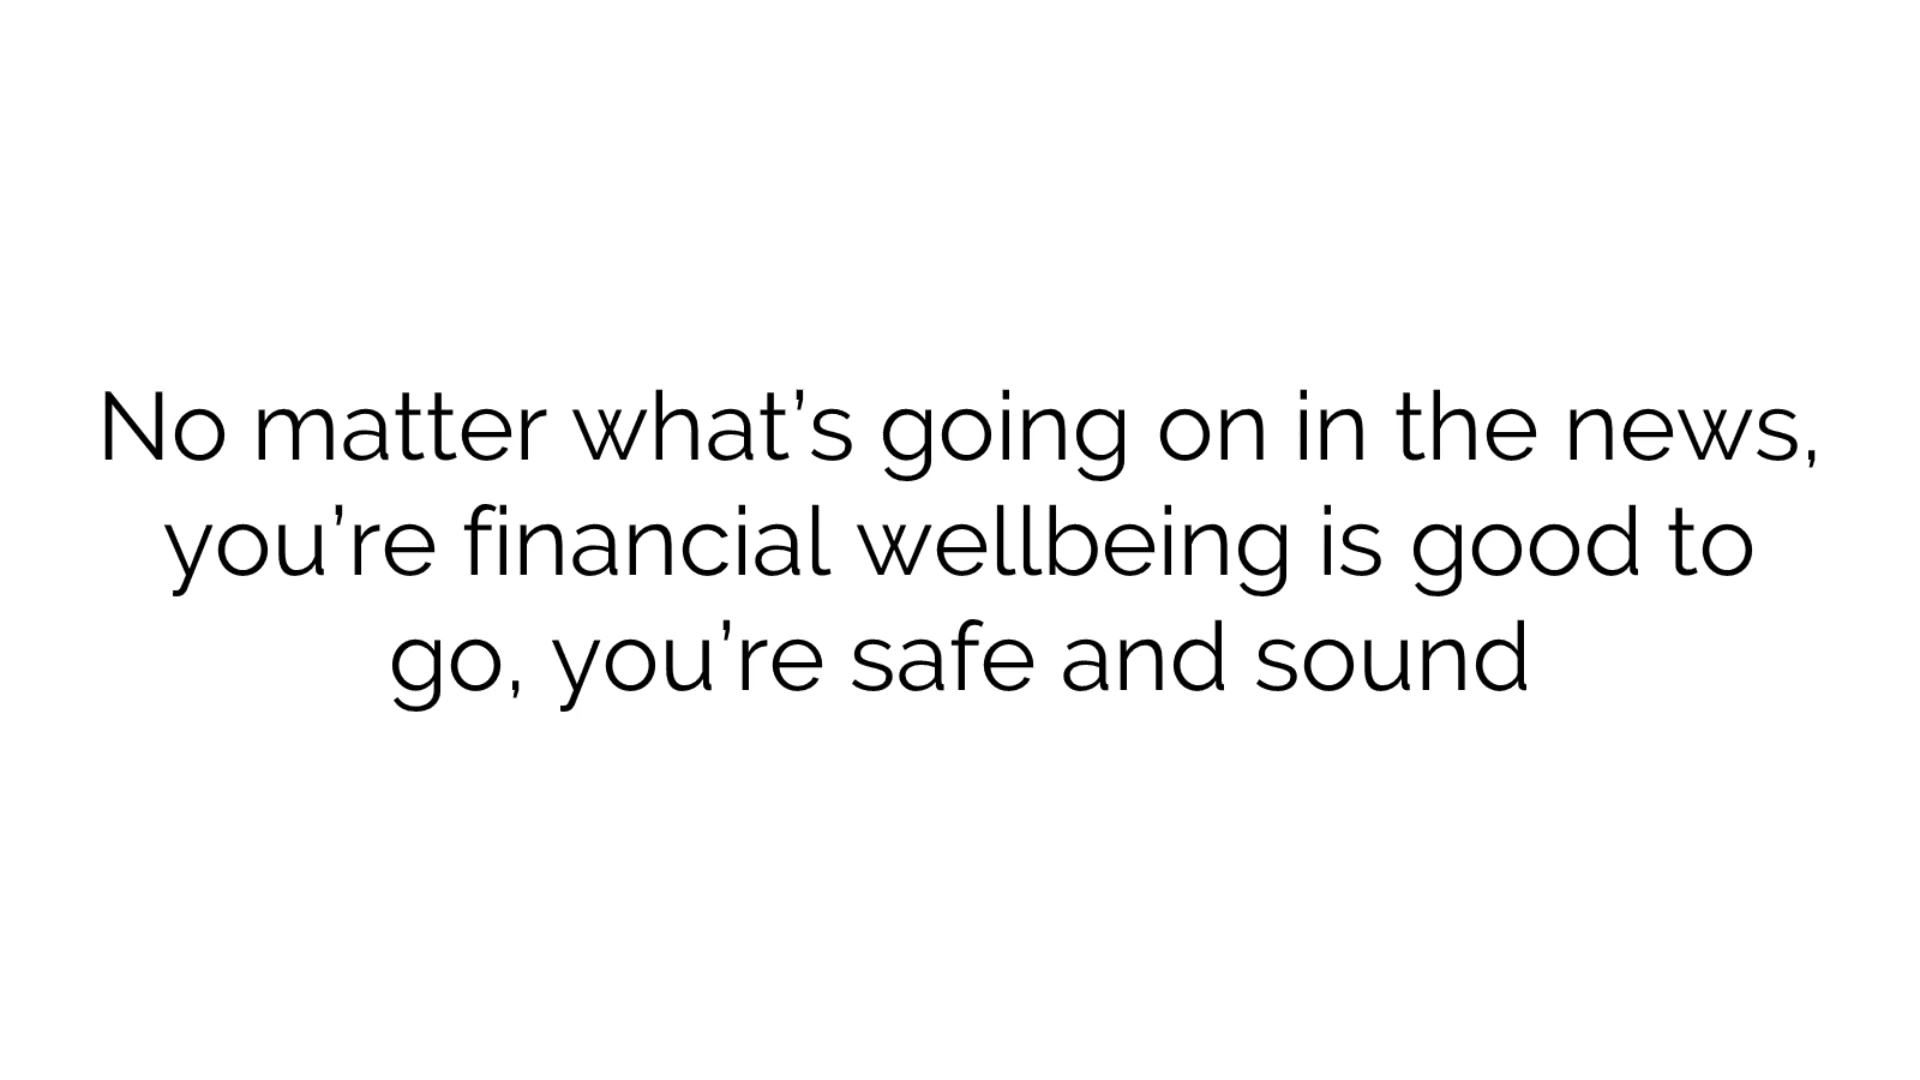 No matter what’s going on in the news,
you’re financial wellbeing is good to
go, you’re safe and sound